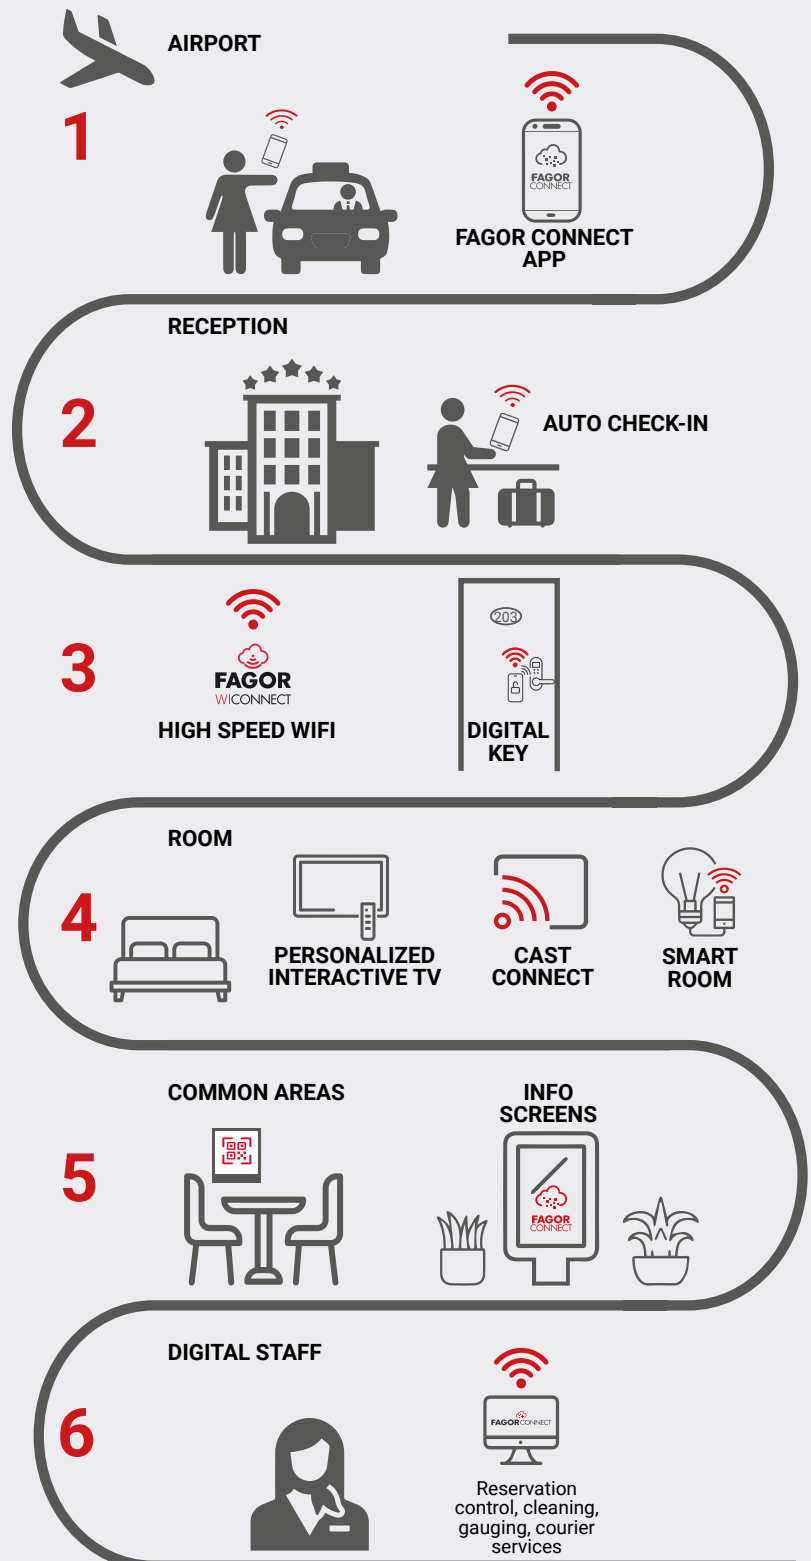 AIRPORT
1
FAGOR
CONNECT
FAGOR CONNECT
APP
RECEPTION
2
AUTO CHECK-IN
3
FAGOR
WICONNECT
HIGH SPEED WIFI
203
DIGITAL
KEY
ROOM
4
PERSONALIZED
INTERACTIVE TV
CAST
CONNECT
SMART
ROOM
COMMON AREAS
INFO
SCREENS
5
FAGOR
CONNECT
DIGITAL STAFF
6
FAGORCONNECT
Reservation
control, cleaning,
gauging, courier
services